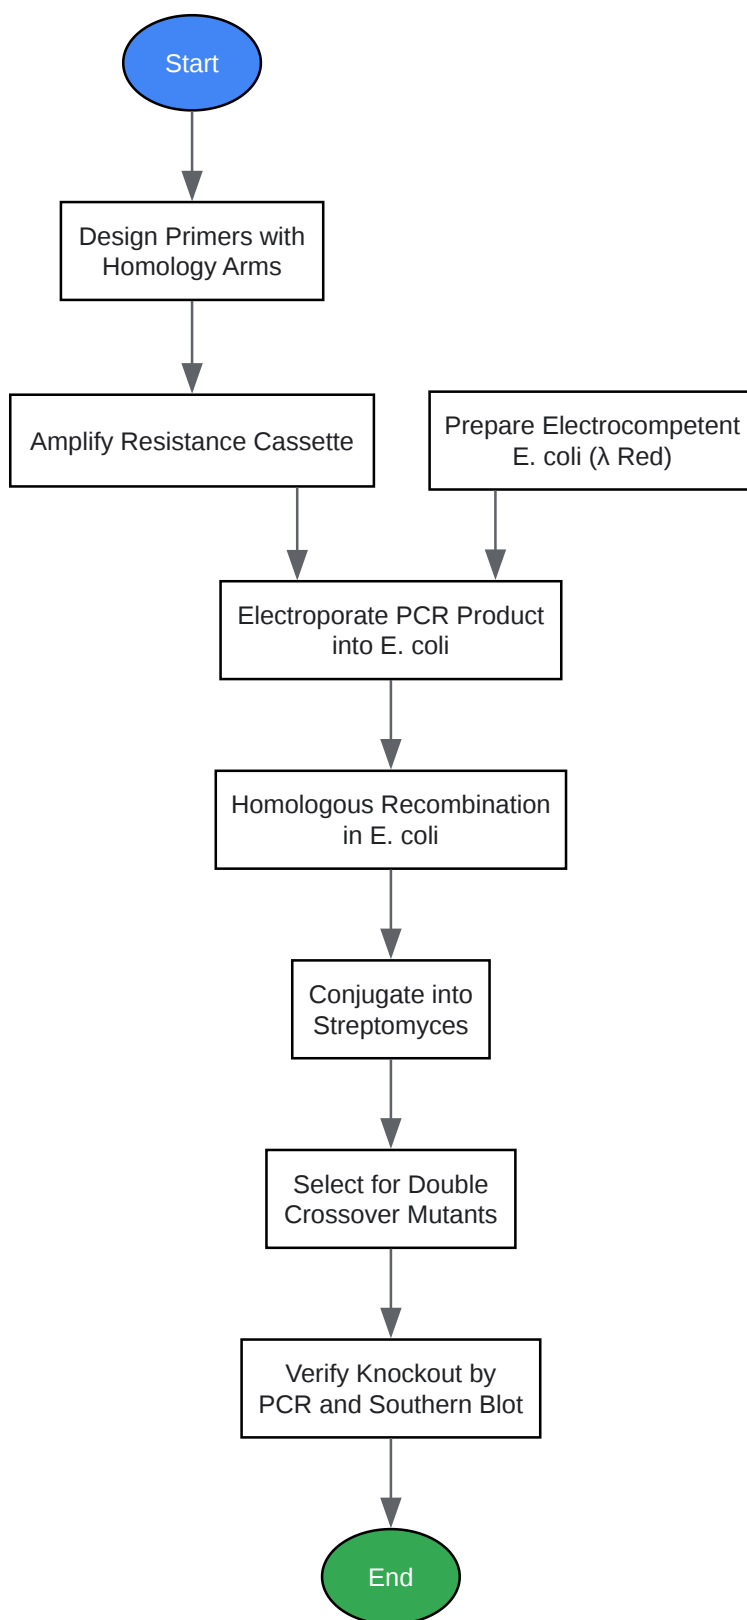 Start
Design Primers with
Homology Arms
Amplify Resistance Cassette
Prepare Electrocompetent
E. coli (λ Red)
Electroporate PCR Product
into E. coli
Homologous Recombination
in E. coli
Conjugate into
Streptomyces
Select for Double
Crossover Mutants
Verify Knockout by
PCR and Southern Blot
End